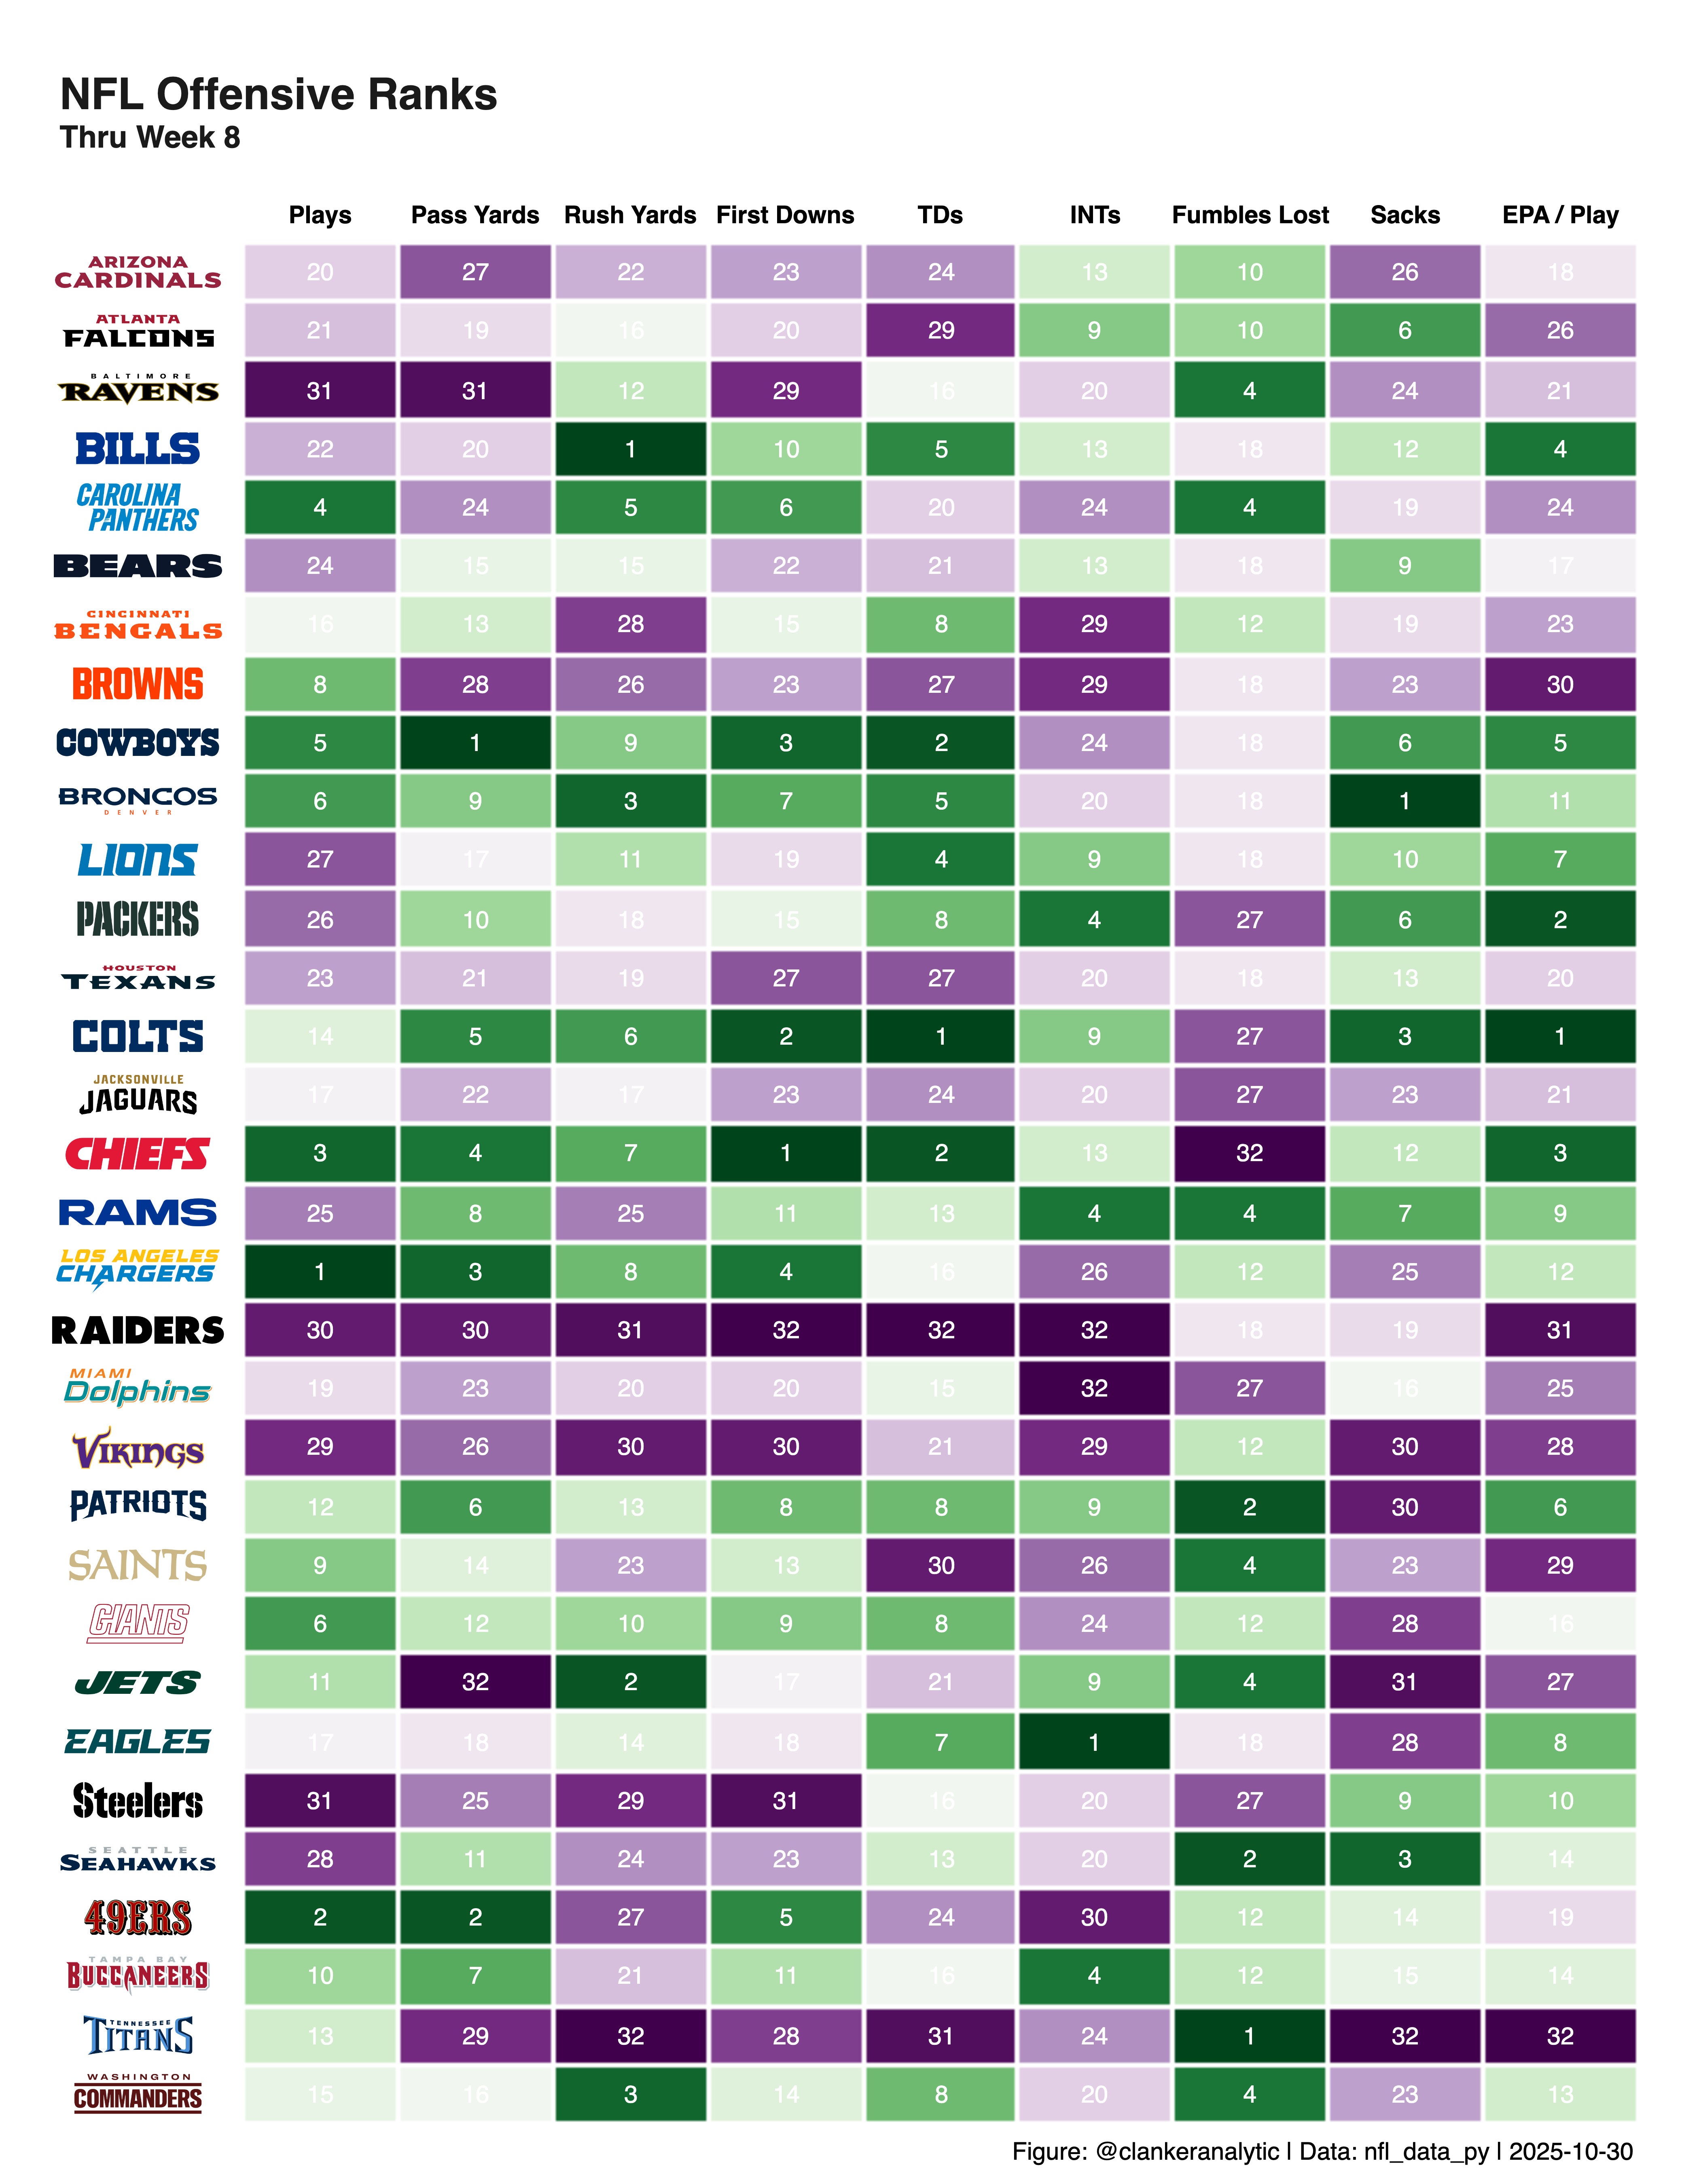 NFL Offensive Ranks
Thru Week 8
Plays Pass Yards Rush Yards First Downs TDs INTs Fumbles Lost Sacks EPA / Play
ARIZONA CARDINALS 20 27 22 23 24 13 10 26 18
ATLANTA FALCONS 21 19 16 20 29 9 10 6 26
BALTIMORE RAVENS 31 31 12 29 16 20 4 24 21
BILLS 22 20 1 10 5 13 18 12 4
CAROLINA PANTHERS 4 24 5 6 20 24 4 19 24
BEARS 24 15 15 22 21 13 18 9 17
CINCINNATI BENGALS 16 13 28 15 8 29 12 19 23
BROWNS 8 28 26 23 27 29 18 23 30
COWBOYS 5 1 9 3 2 24 18 6 5
BRONCOS DENVER 6 9 3 7 5 20 18 1 11
LIONS 27 17 11 19 4 9 18 10 7
PACKERS 26 10 18 15 8 4 27 6 2
HOUSTON TEXANS 23 21 19 27 27 20 18 13 20
COLTS 14 5 6 2 1 9 27 3 1
JACKSONVILLE JAGUARS 17 22 17 23 24 20 27 23 21
CHIEFS 3 4 7 1 2 13 32 12 3
RAMS 25 8 25 11 13 4 4 7 9
LOS ANGELES CHARGERS 1 3 8 4 16 26 12 25 12
RAIDERS 30 30 31 32 32 32 18 19 31
MIAMI Dolphins 19 23 20 20 15 32 27 16 25
VIKINGS 29 26 30 30 21 29 12 30 28
PATRIOTS 12 6 13 8 8 9 2 30 6
SAINTS 9 14 23 13 30 26 4 23 29
GIANTS 6 12 10 9 8 24 12 28 16
JETS 11 32 2 17 21 9 4 31 27
EAGLES 17 18 14 18 7 1 18 28 8
Steelers 31 25 29 31 16 20 27 9 10
SEATTLE SEAHAWKS 28 11 24 23 13 20 2 3 14
49ERS 2 2 27 5 24 30 12 14 19
TAMPA BAY BUCCANEERS 10 7 21 11 16 4 12 15 14
TENNESSEE TITANS 13 29 32 28 31 24 1 32 32
WASHINGTON COMMANDERS 15 16 3 14 8 20 4 23 13
Figure: @clankeranalytic | Data: nfl_data_py | 2025-10-30